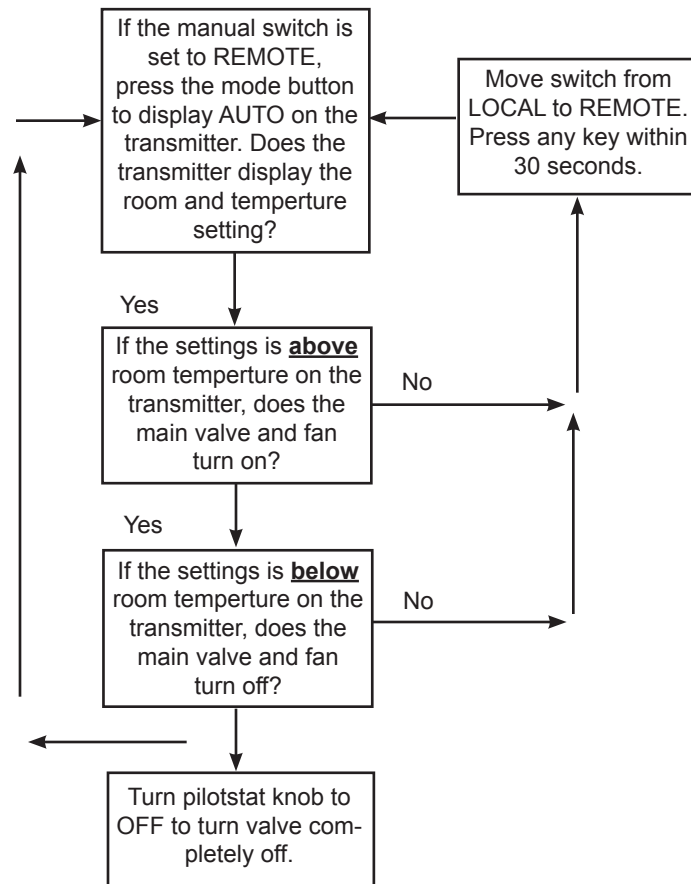 If the manual switch is
set to REMOTE,
press the mode button
to display AUTO on the
transmitter. Does the
transmitter display the
room and temperture
setting?
Move switch from
LOCAL to REMOTE.
Press any key within
30 seconds.
Yes
If the settings is above
room temperture on the
transmitter, does the
main valve and fan
turn on?
No
Yes
If the settings is below
room temperture on the
transmitter, does the
main valve and fan
turn off?
No
Turn pilotstat knob to
OFF to turn valve com-
pletely off.